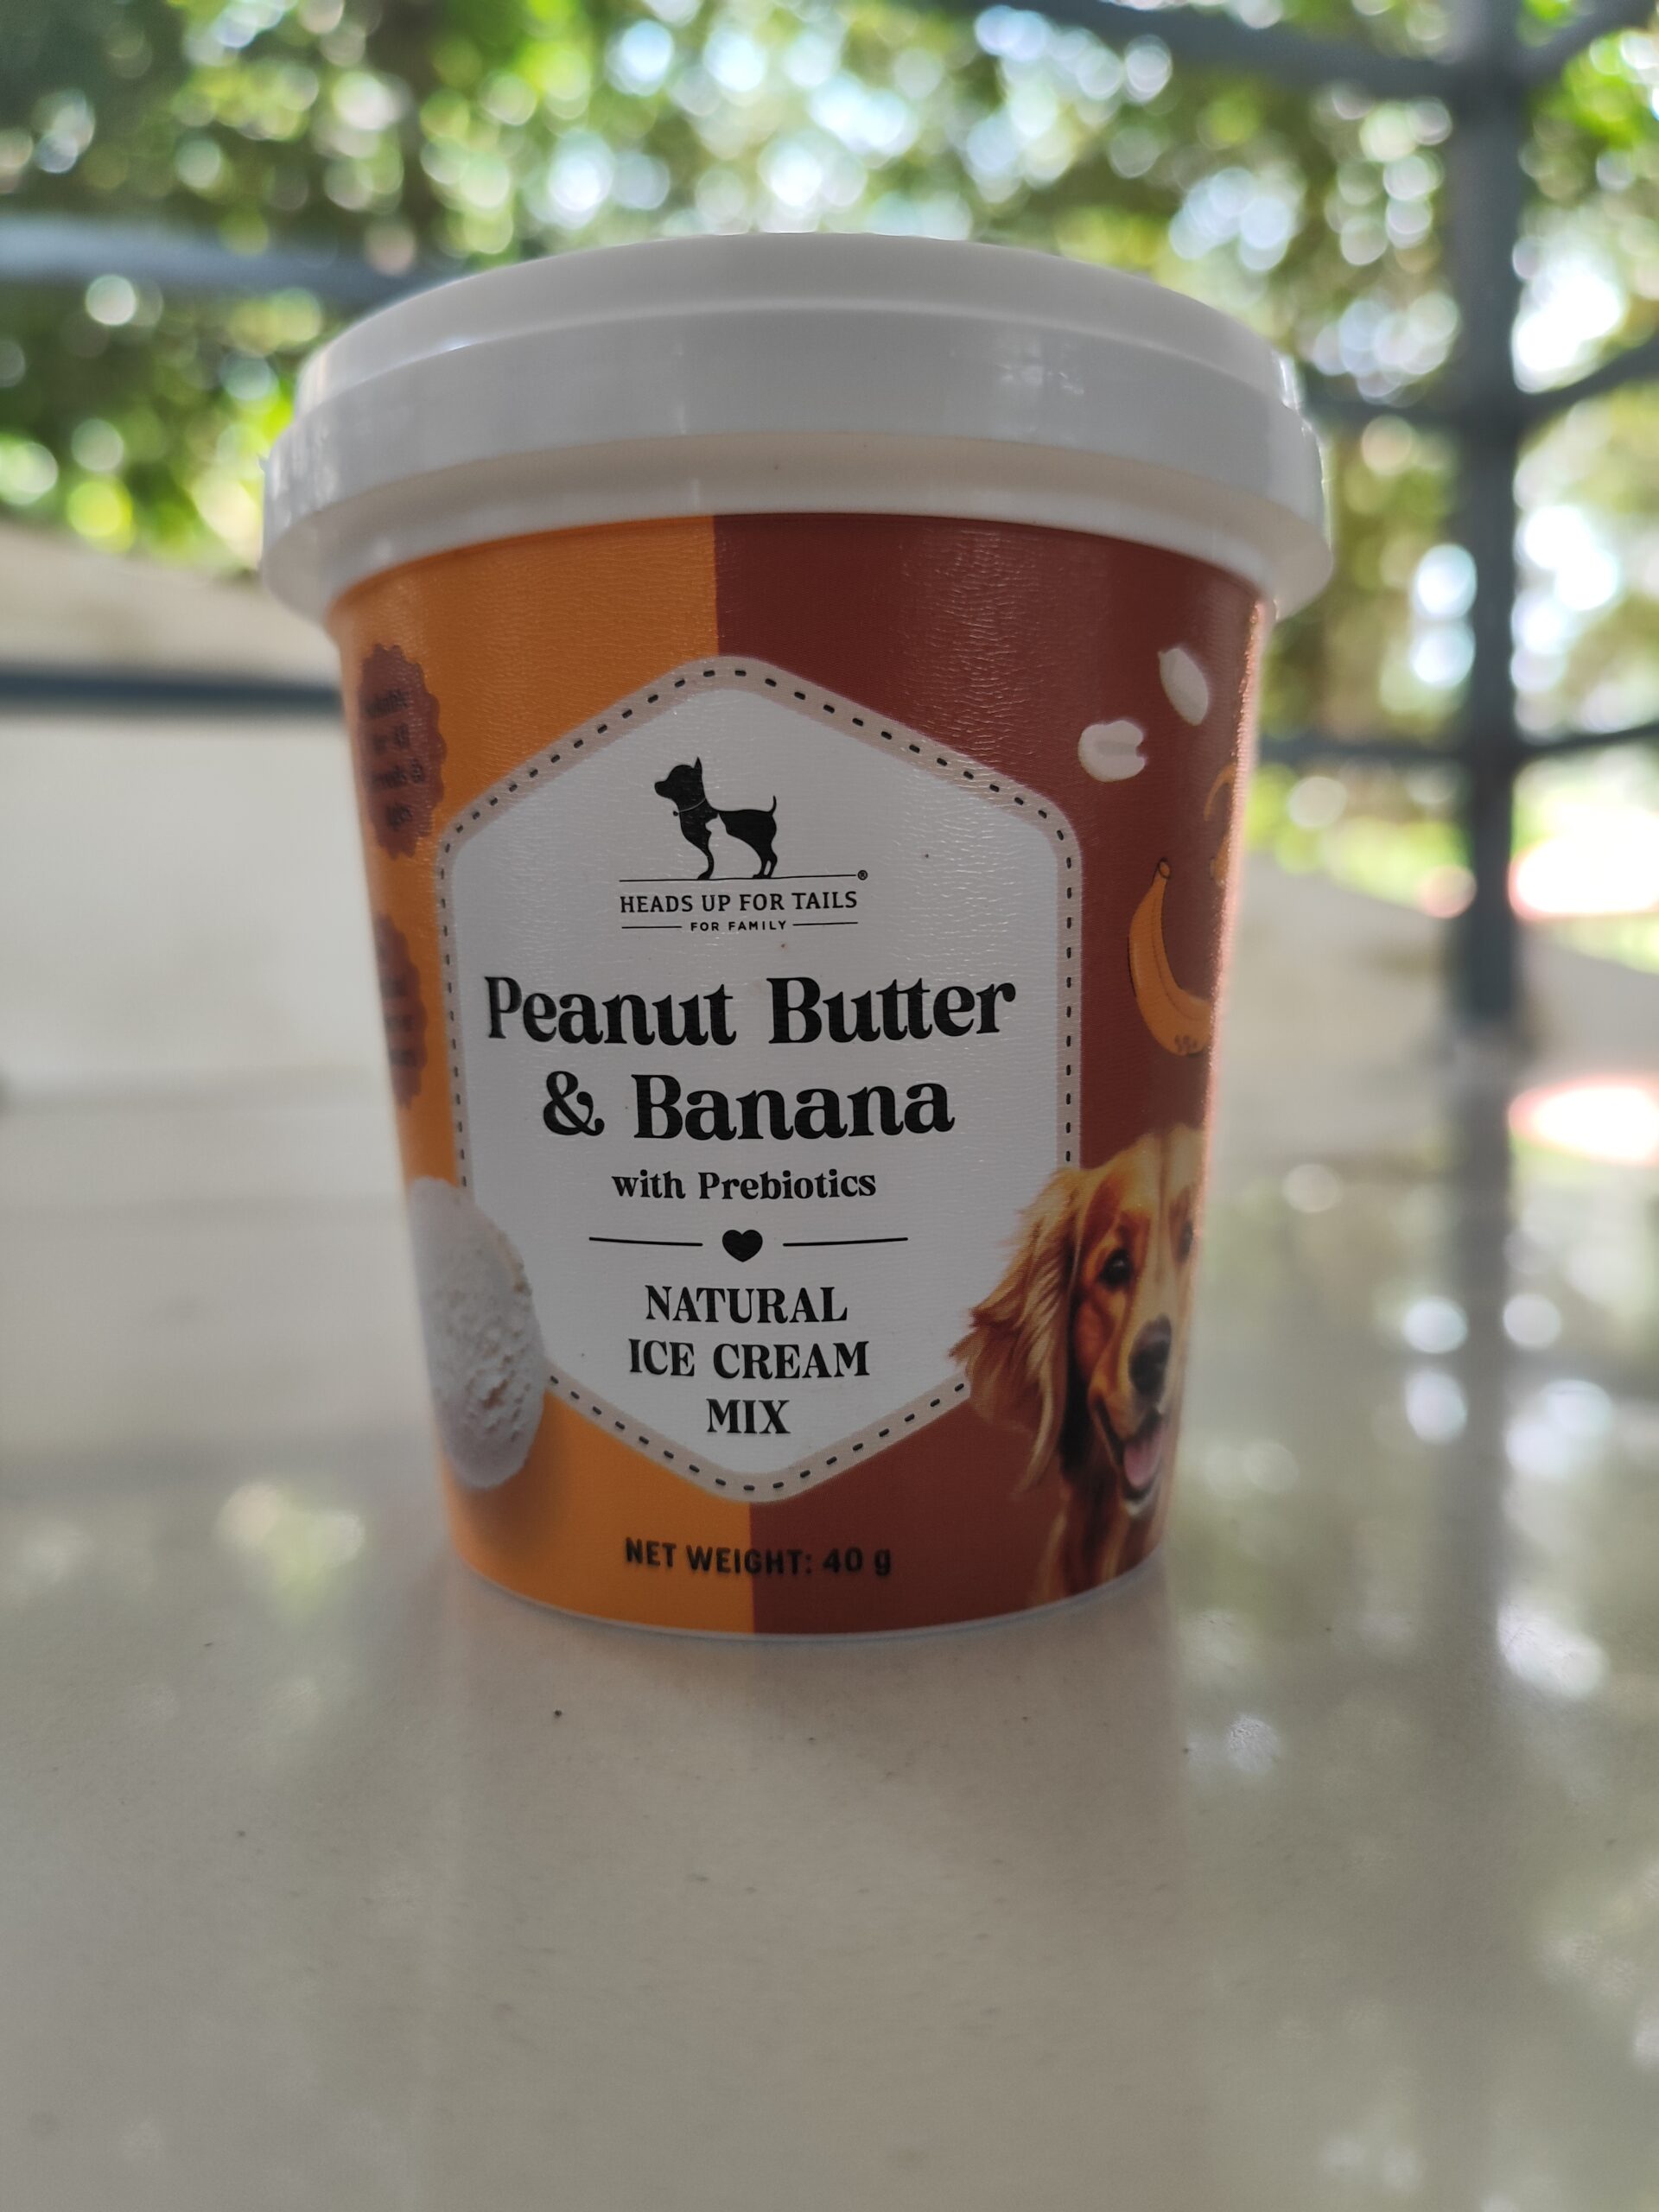 HEADS UP FOR TAILS®
FOR FAMILY
Peanut Butter
& Banana
with Prebiotics
NATURAL
ICE CREAM
MIX
NET WEIGHT: 40 g